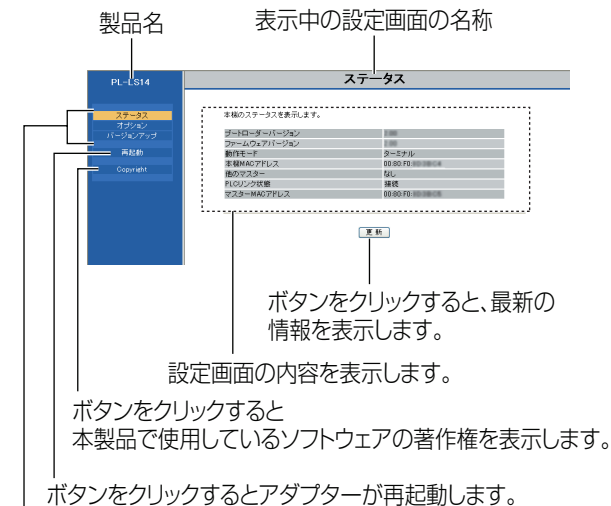 製品名
表示中の設定画面の名称
PL-LS14
ステータス
ステータス
オプション
バージョンアップ
再起動
Copyright
本機のステータスを表示します。
ブートローダーバージョン
ファームウェアバージョン
動作モード ターミナル
本機MACアドレス 00:80:F0:
他のマスター なし
PLCリンク状態 接続
マスターMACアドレス 00:80:F0:
更新
ボタンをクリックすると、最新の
情報を表示します。
設定画面の内容を表示します。
ボタンをクリックすると
本製品で使用しているソフトウェアの著作権を表示します。
ボタンをクリックするとアダプターが再起動します。